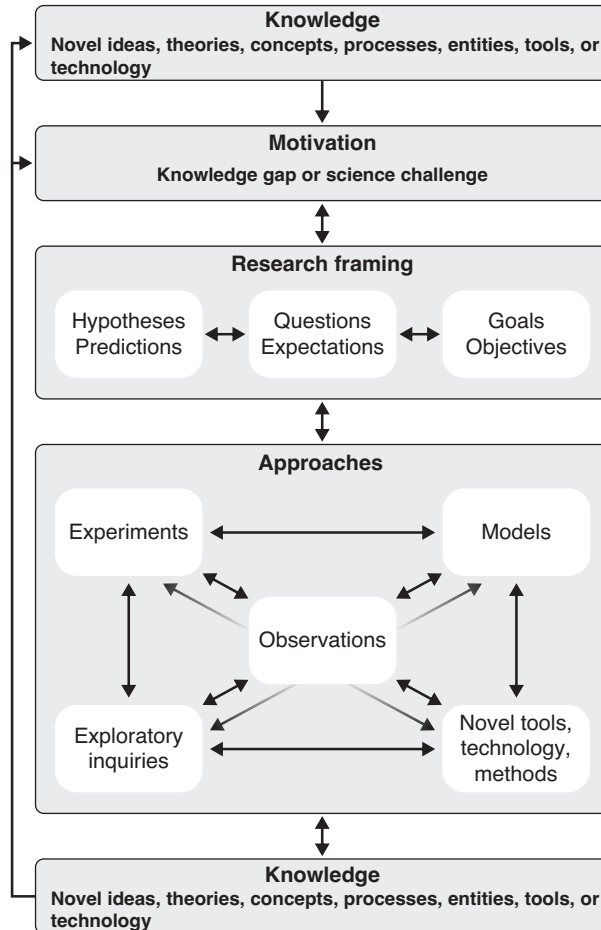 Knowledge
Novel ideas, theories, concepts, processes, entities, tools, or
technology
Motivation
Knowledge gap or science challenge
Research framing
Hypotheses
Predictions
Questions
Expectations
Goals
Objectives
Approaches
Experiments
Models
Observations
Exploratory
inquiries
Novel tools,
technology,
methods
Knowledge
Novel ideas, theories, concepts, processes, entities, tools, or
technology